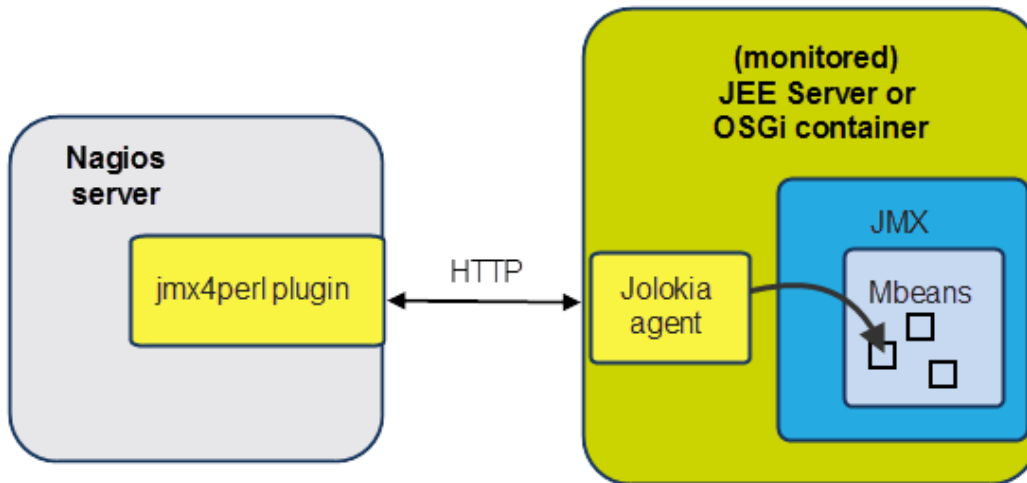 Nagios
server
jmx4perl plugin
HTTP
(monitored)
JEE Server or
OSGi container
Jolokia
agent
JMX
Mbeans